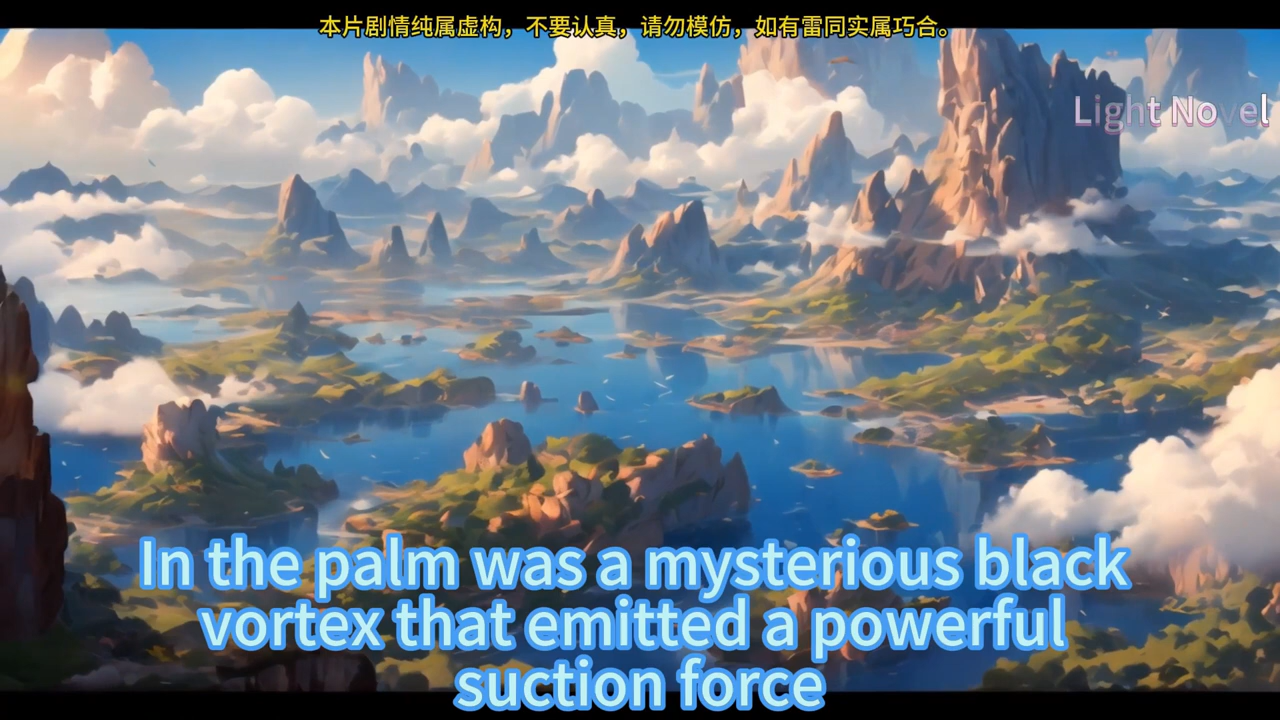 本片剧情纯属虚构，不要认真，请勿模仿，如有雷同实属巧合。
Light Novel
In the palm was a mysterious black
vortex that emitted a powerful
suction force